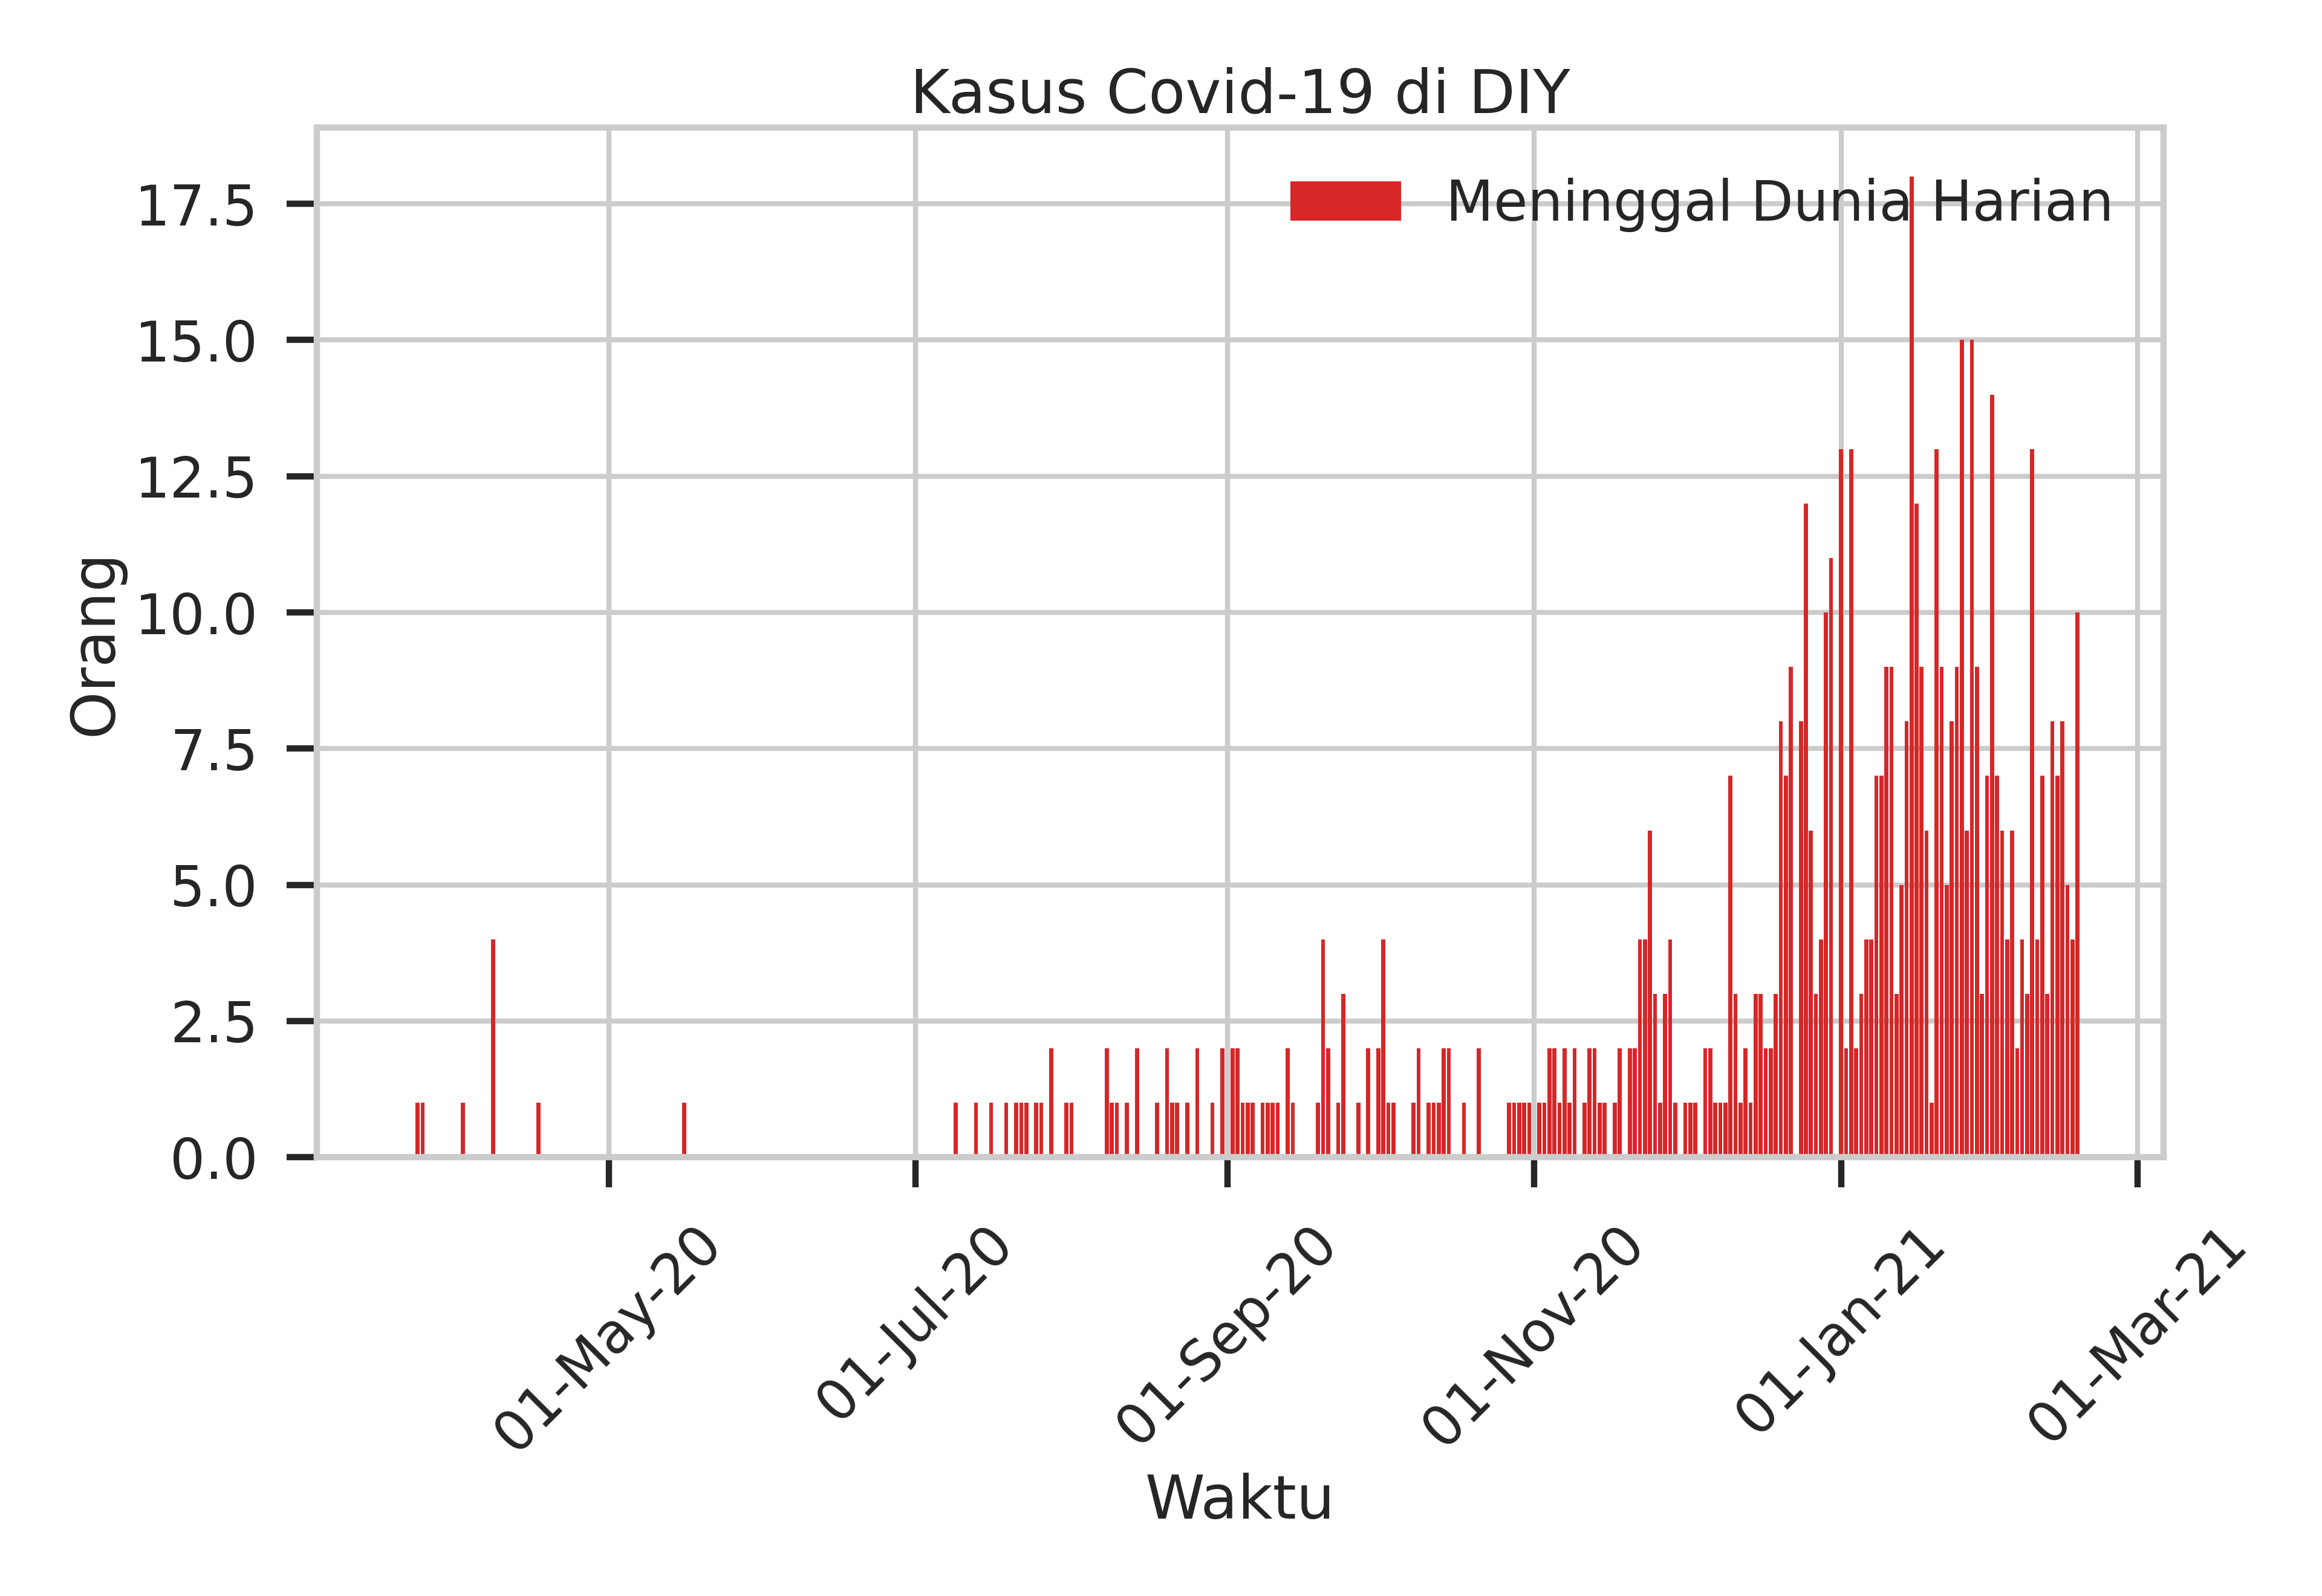 Kasus Covid-19 di DIY
Meninggal Dunia Harian
17.5
15.0
12.5
10.0
7.5
5.0
2.5
0.0
Orang
01-May-20
01-Jul-20
01-Sep-20
01-Nov-20
01-Jan-21
01-Mar-21
Waktu